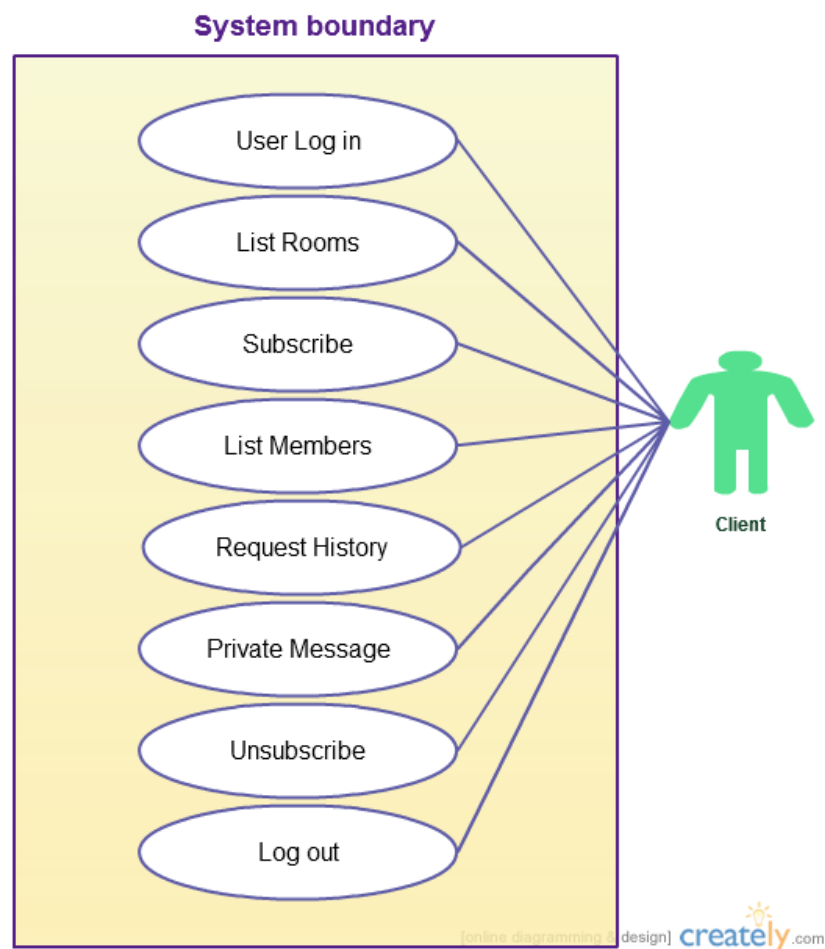 System boundary
User Log in
List Rooms
Subscribe
List Members
Request History
Private Message
Unsubscribe
Log out
Client
[online diagramming & design] creately.com